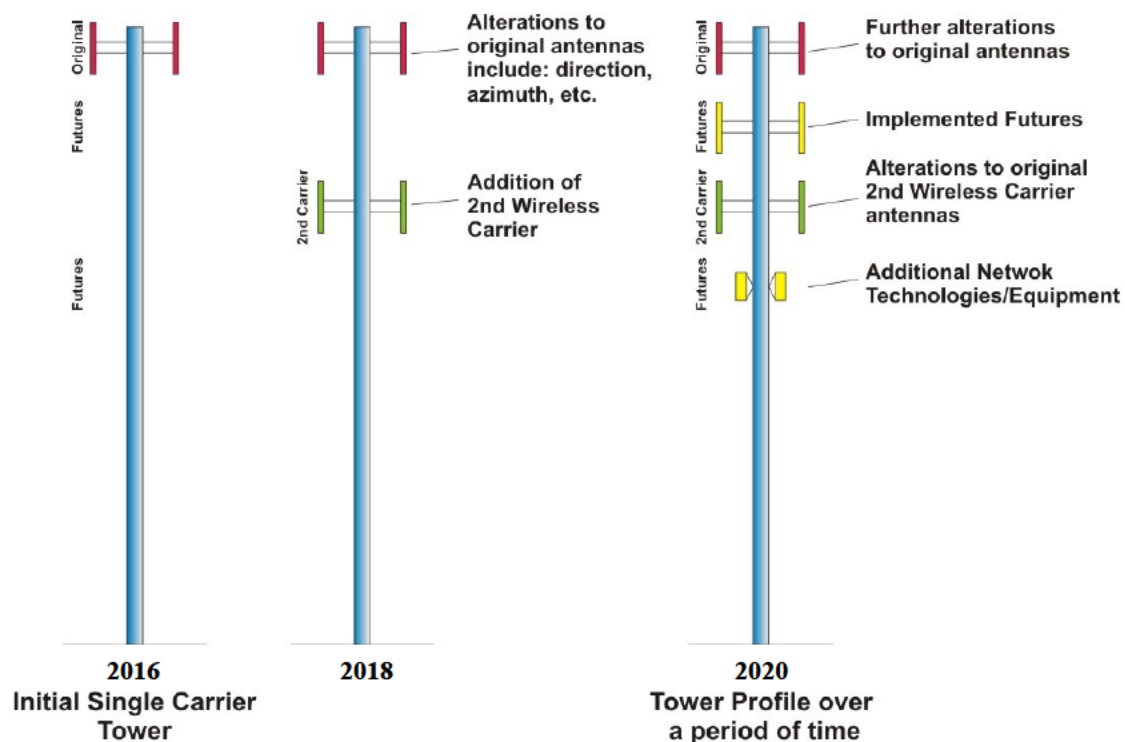 Original
Futures
Futures
2016
Initial Single Carrier
Tower
Alterations to
original antennas
include: direction,
azimuth, etc.
2nd Carrier
Addition of
2nd Wireless
Carrier
2018
Original
Further alterations
to original antennas
Futures
Implemented Futures
2nd Carrier
Alterations to original
2nd Wireless Carrier
antennas
Futures
Additional Netwok
Technologies/Equipment
2020
Tower Profile over
a period of time